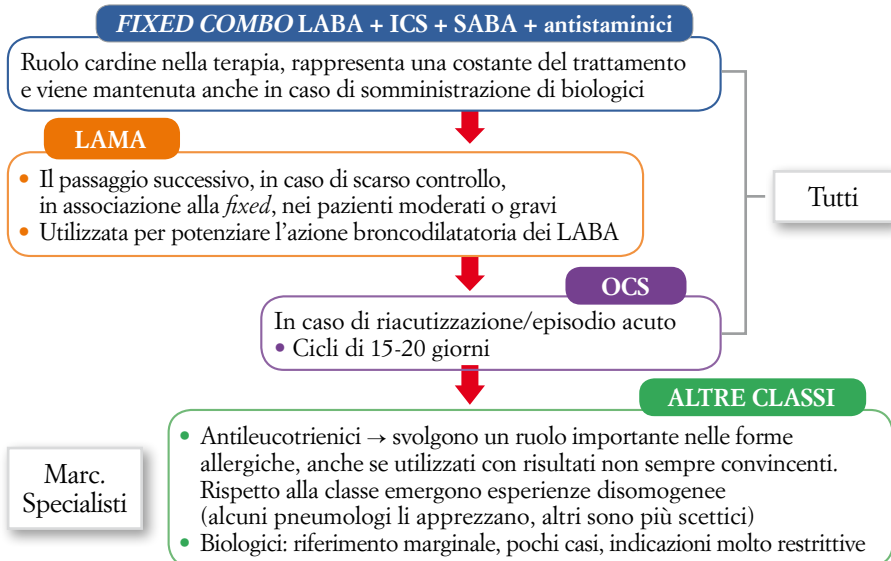 FIXED COMBO LABA + ICS + SABA + antistaminici
Ruolo cardine nella terapia, rappresenta una costante del trattamento
e viene mantenuta anche in caso di somministrazione di biologici
LAMA
• Il passaggio successivo, in caso di scarso controllo,
in associazione alla fixed, nei pazienti moderati o gravi
• Utilizzata per potenziare l'azione broncodilatatoria dei LABA
Tutti
OCS
In caso di riacutizzazione/episodio acuto
• Cicli di 15-20 giorni
ALTRE CLASSI
Marc.
Specialisti
• Antileucotrienici → svolgono un ruolo importante nelle forme
allergiche, anche se utilizzati con risultati non sempre convincenti.
Rispetto alla classe emergono esperienze disomogenee
(alcuni pneumologi li apprezzano, altri sono più scettici)
• Biologici: riferimento marginale, pochi casi, indicazioni molto restrittive